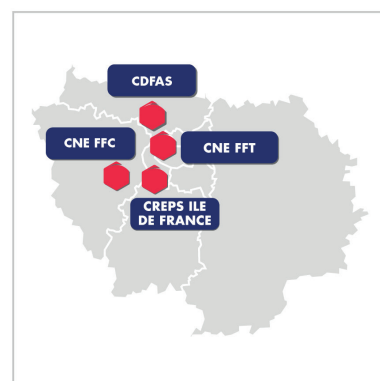 CDFAS
CNE FFC
CNE FFT
CREPS ILE
DE FRANCE